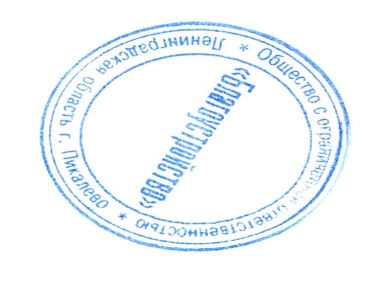 Общество с ограниченной ответственностью *
Ленинградская область г. Пикалево *
«Благоустройство»